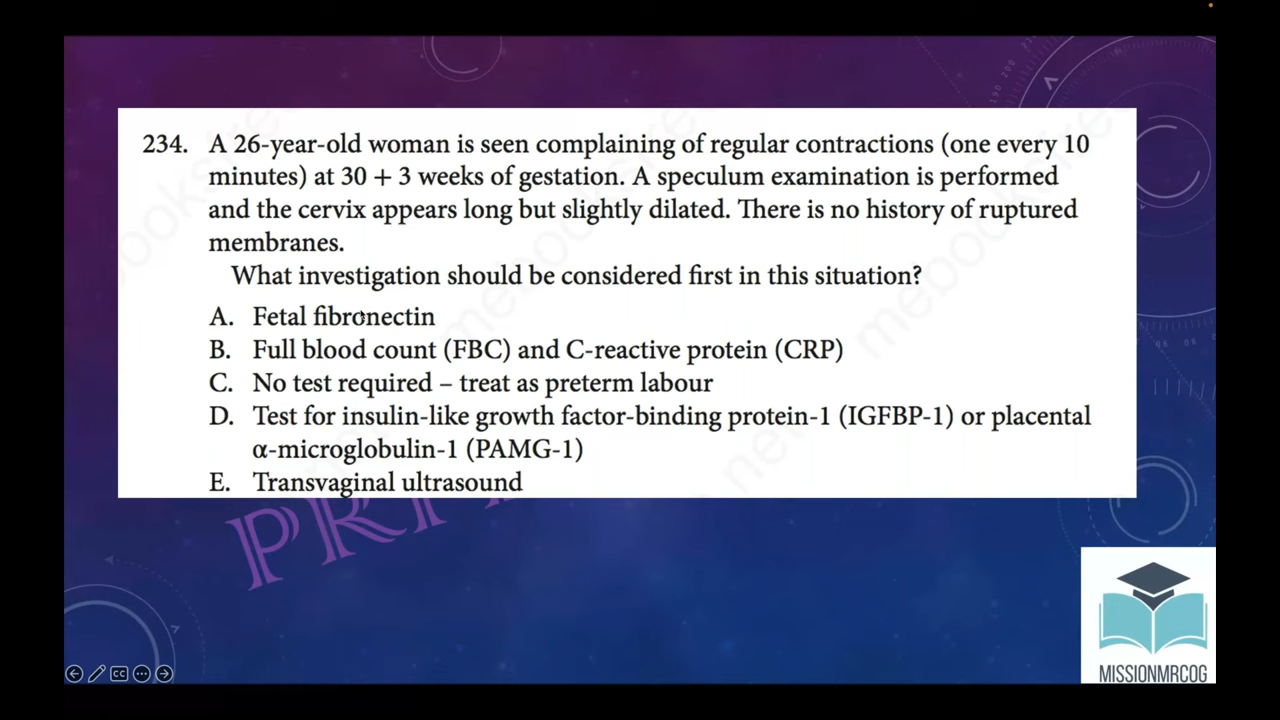 234. A 26-year-old woman is seen complaining of regular contractions (one every 10
minutes) at 30 + 3 weeks of gestation. A speculum examination is performed
and the cervix appears long but slightly dilated. There is no history of ruptured
membranes.
What investigation should be considered first in this situation?
A. Fetal fibronectin
B. Full blood count (FBC) and C-reactive protein (CRP)
C. No test required – treat as preterm labour
D. Test for insulin-like growth factor-binding protein-1 (IGFBP-1) or placental
α-microglobulin-1 (PAMG-1)
E. Transvaginal ultrasound
MISSIONMRCOG
CC